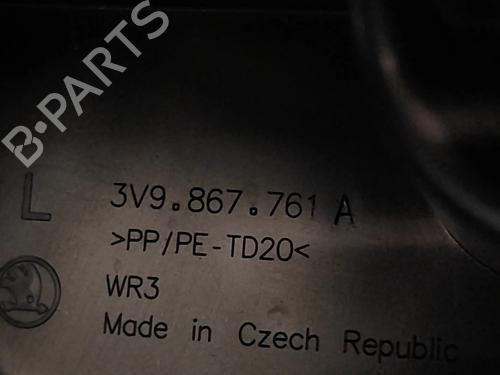 B-PARTS
L
3V9.867.761 A
>PP/PE-TD20<
WR3
Made in Czech Republic